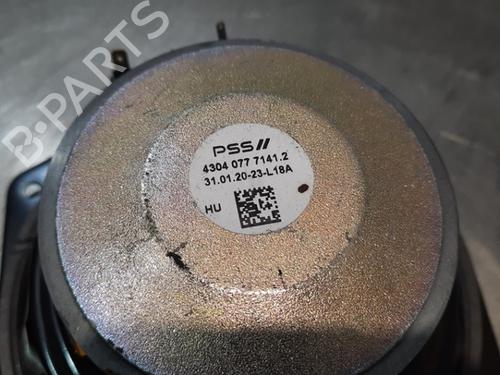 B-PARTS
PSS//
4304 077 7141.2
31.01.20-23-L18A
HU